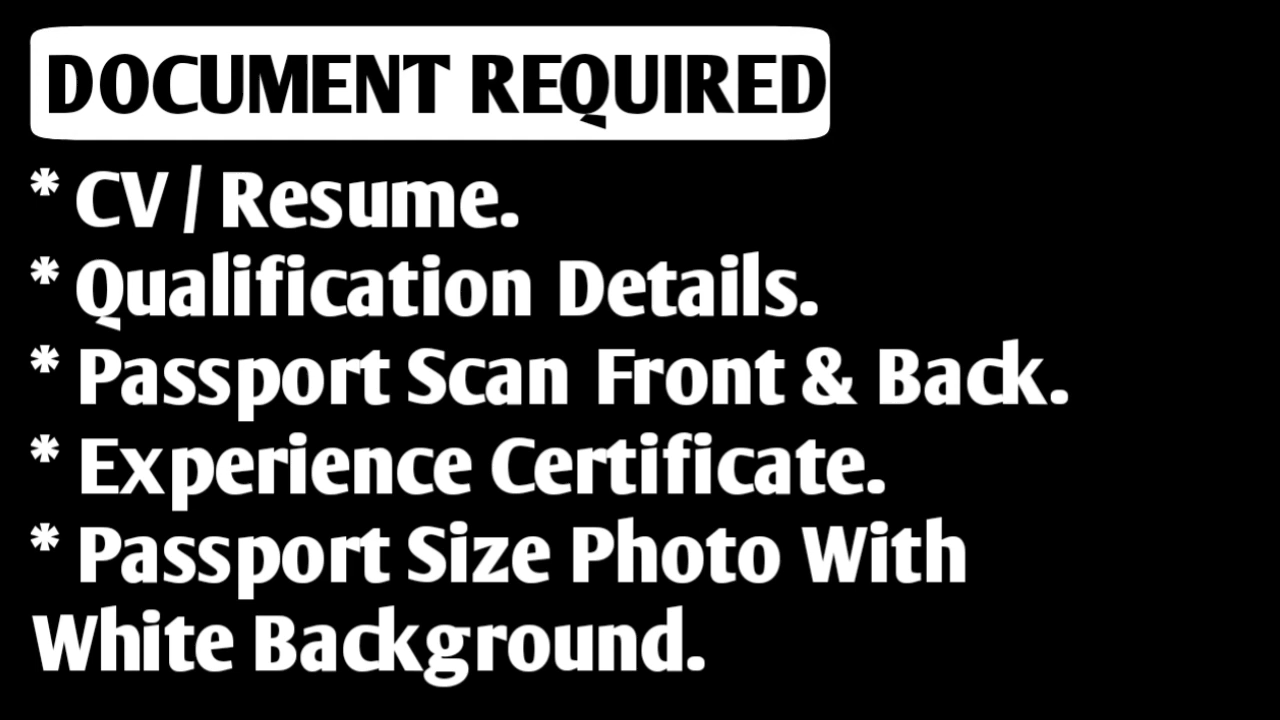 DOCUMENT REQUIRED
* CV / Resume.
* Qualification Details.
* Passport Scan Front & Back.
* Experience Certificate.
* Passport Size Photo With
White Background.